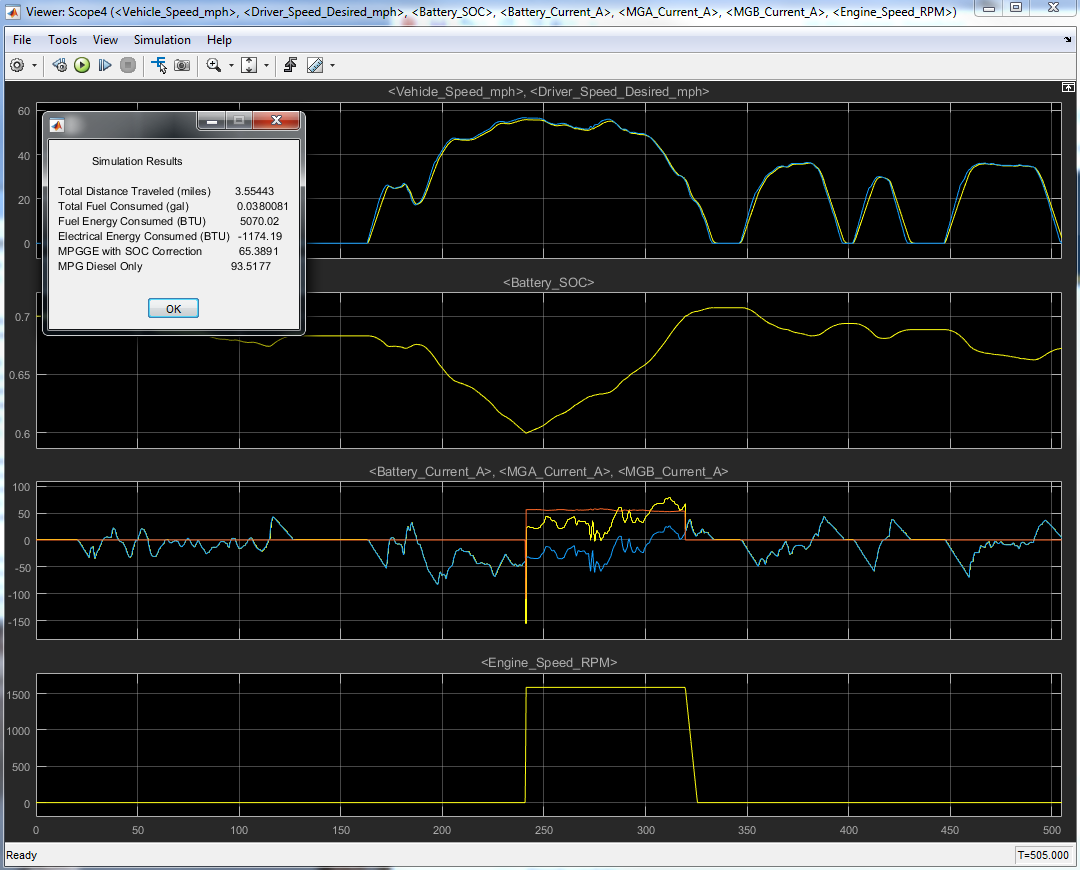 Viewer: Scope4 (<Vehicle_Speed_mph>, <Driver_Speed_Desired_mph>, <Battery_SOC>, <Battery_Current_A>, <MGA_Current_A>, <MGB_Current_A>, <Engine_Speed_RPM>)
File Tools View Simulation Help
<Vehicle_Speed_mph>, <Driver_Speed_Desired_mph>
60
40
20
0
Simulation Results
Total Distance Traveled (miles) 3.55443
Total Fuel Consumed (gal) 0.0380081
Fuel Energy Consumed (BTU) 5070.02
Electrical Energy Consumed (BTU) -1174.19
MPGGE with SOC Correction 65.3891
MPG Diesel Only 93.5177
OK
<Battery_SOC>
0.7
0.65
0.6
<Battery_Current_A>, <MGA_Current_A>, <MGB_Current_A>
100
50
0
-50
-100
-150
<Engine_Speed_RPM>
1500
1000
500
0
0 50 100 150 200 250 300 350 400 450 500
Ready T=505.000